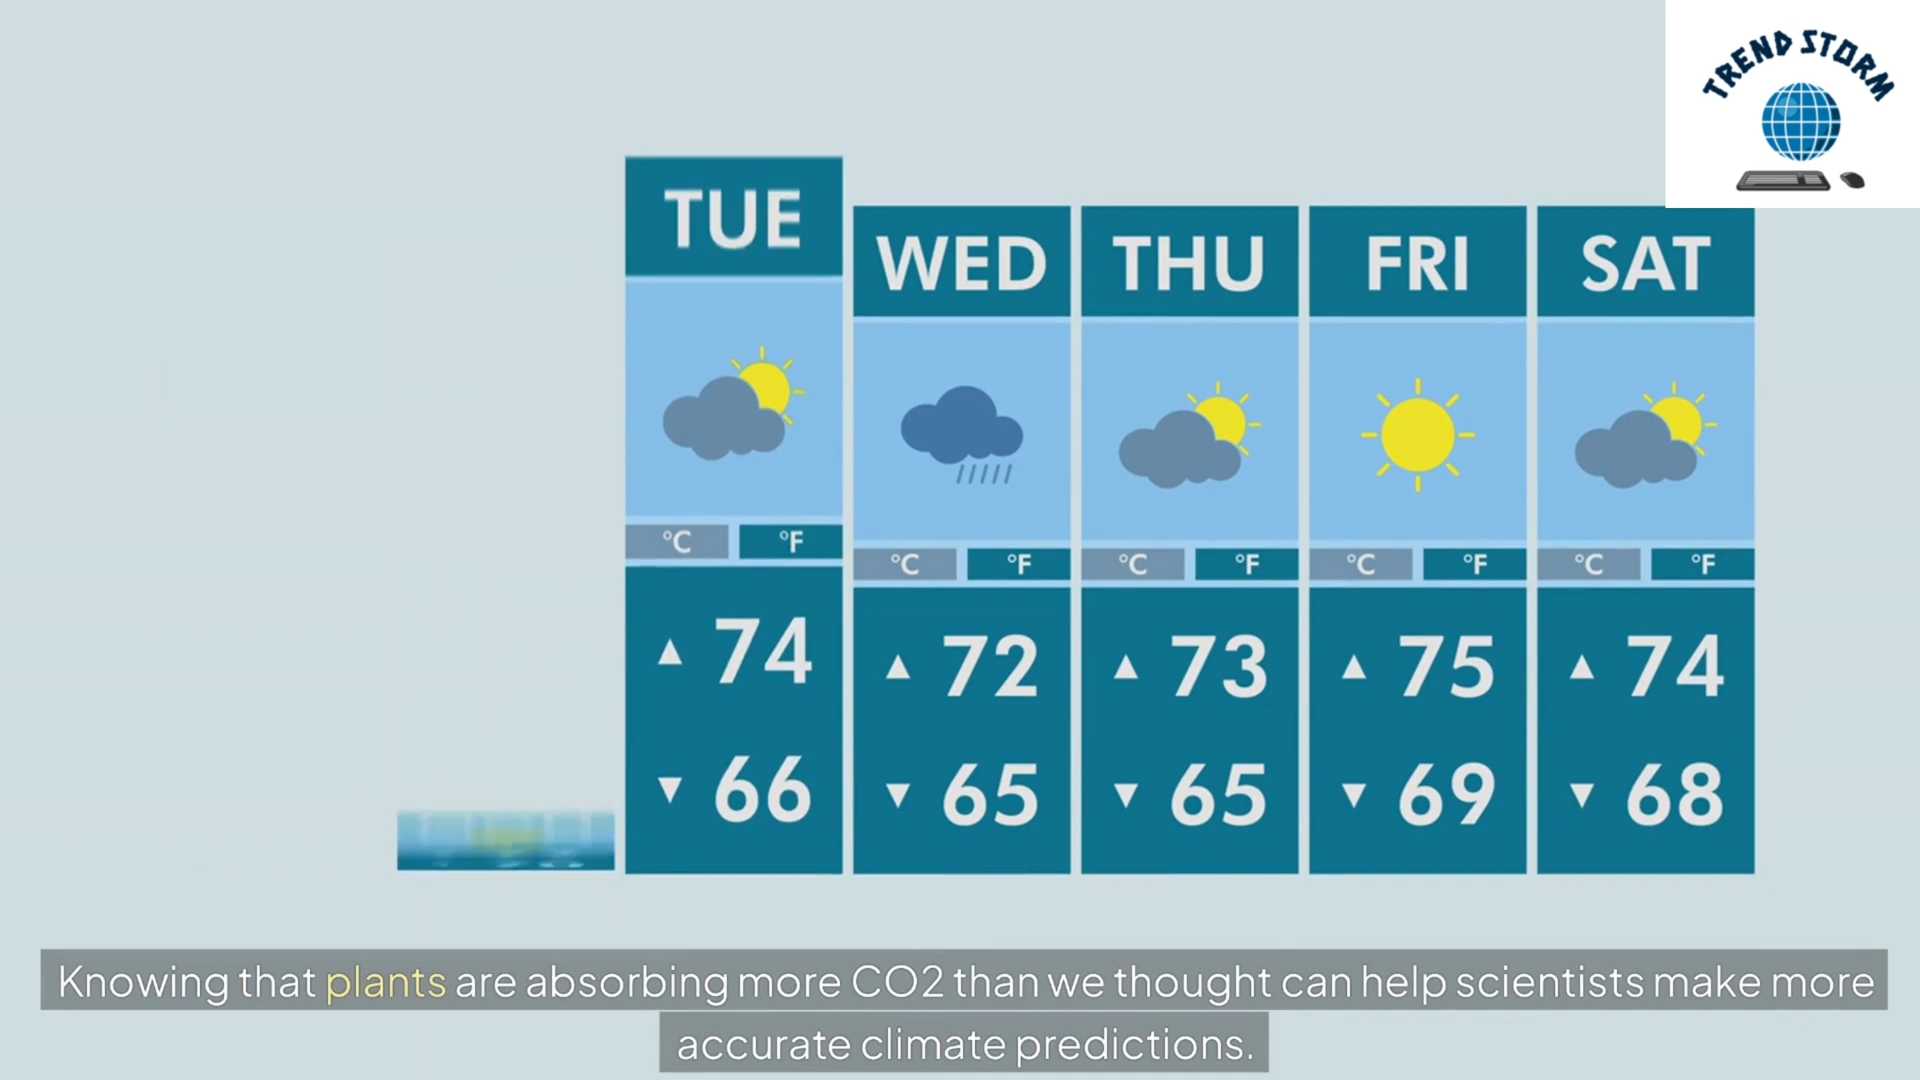 TREND STORM
TUE
WED
THU
FRI
SAT
°C °F
°C °F
°C °F
°C °F
°C °F
▲ 74
▲ 72
▲ 73
▲ 75
▲ 74
▼ 66
▼ 65
▼ 65
▼ 69
▼ 68
Knowing that plants are absorbing more CO2 than we thought can help scientists make more
accurate climate predictions.